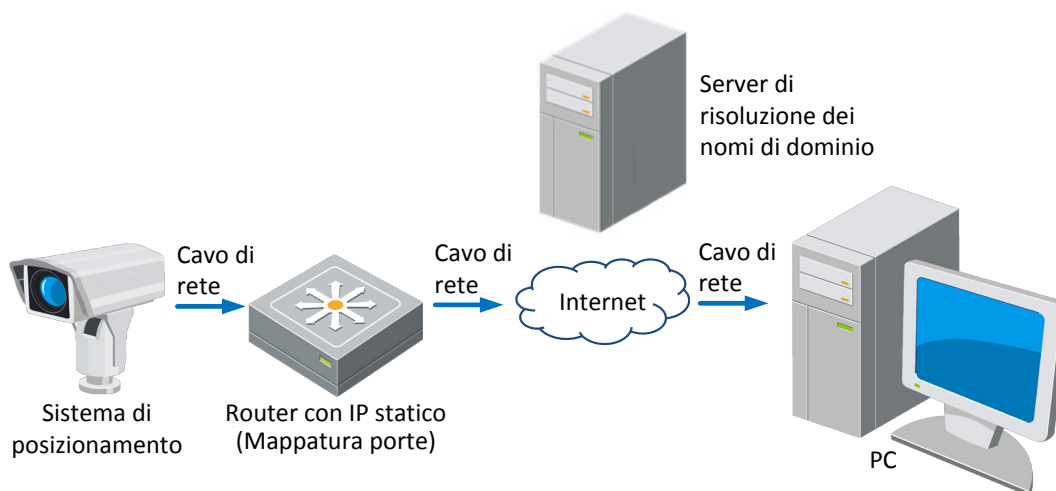 Server di
risoluzione dei
nomi di dominio
Cavo di
rete
Cavo di
rete
Cavo di
rete
Internet
Sistema di
posizionamento
Router con IP statico
(Mappatura porte)
PC